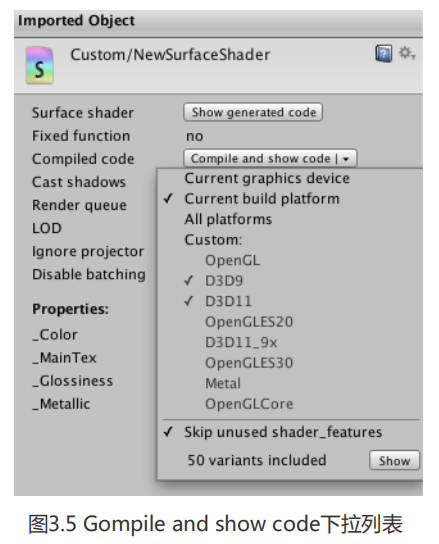 Imported Object
Custom/NewSurfaceShader
S
Surface shader Show generated code
Fixed function no
Compiled code Compile and show code | ▾
Cast shadows
Render queue
LOD
Ignore projector
Disable batching
Properties:
_Color
_MainTex
_Glossiness
_Metallic
Current graphics device
✓ Current build platform
All platforms
Custom:
OpenGL
✓ D3D9
✓ D3D11
OpenGLES20
D3D11_9x
OpenGLES30
Metal
OpenGLCore
✓ Skip unused shader_features
50 variants included Show
图3.5 Gompile and show code下拉列表